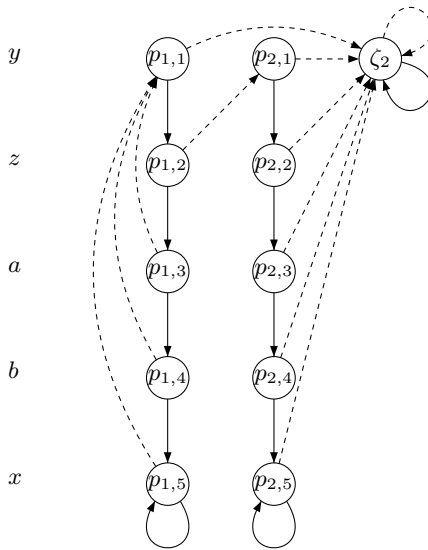 y p₁,₁ p₂,₁ ζ₂
z p₁,₂ p₂,₂
a p₁,₃ p₂,₃
b p₁,₄ p₂,₄
x p₁,₅ p₂,₅